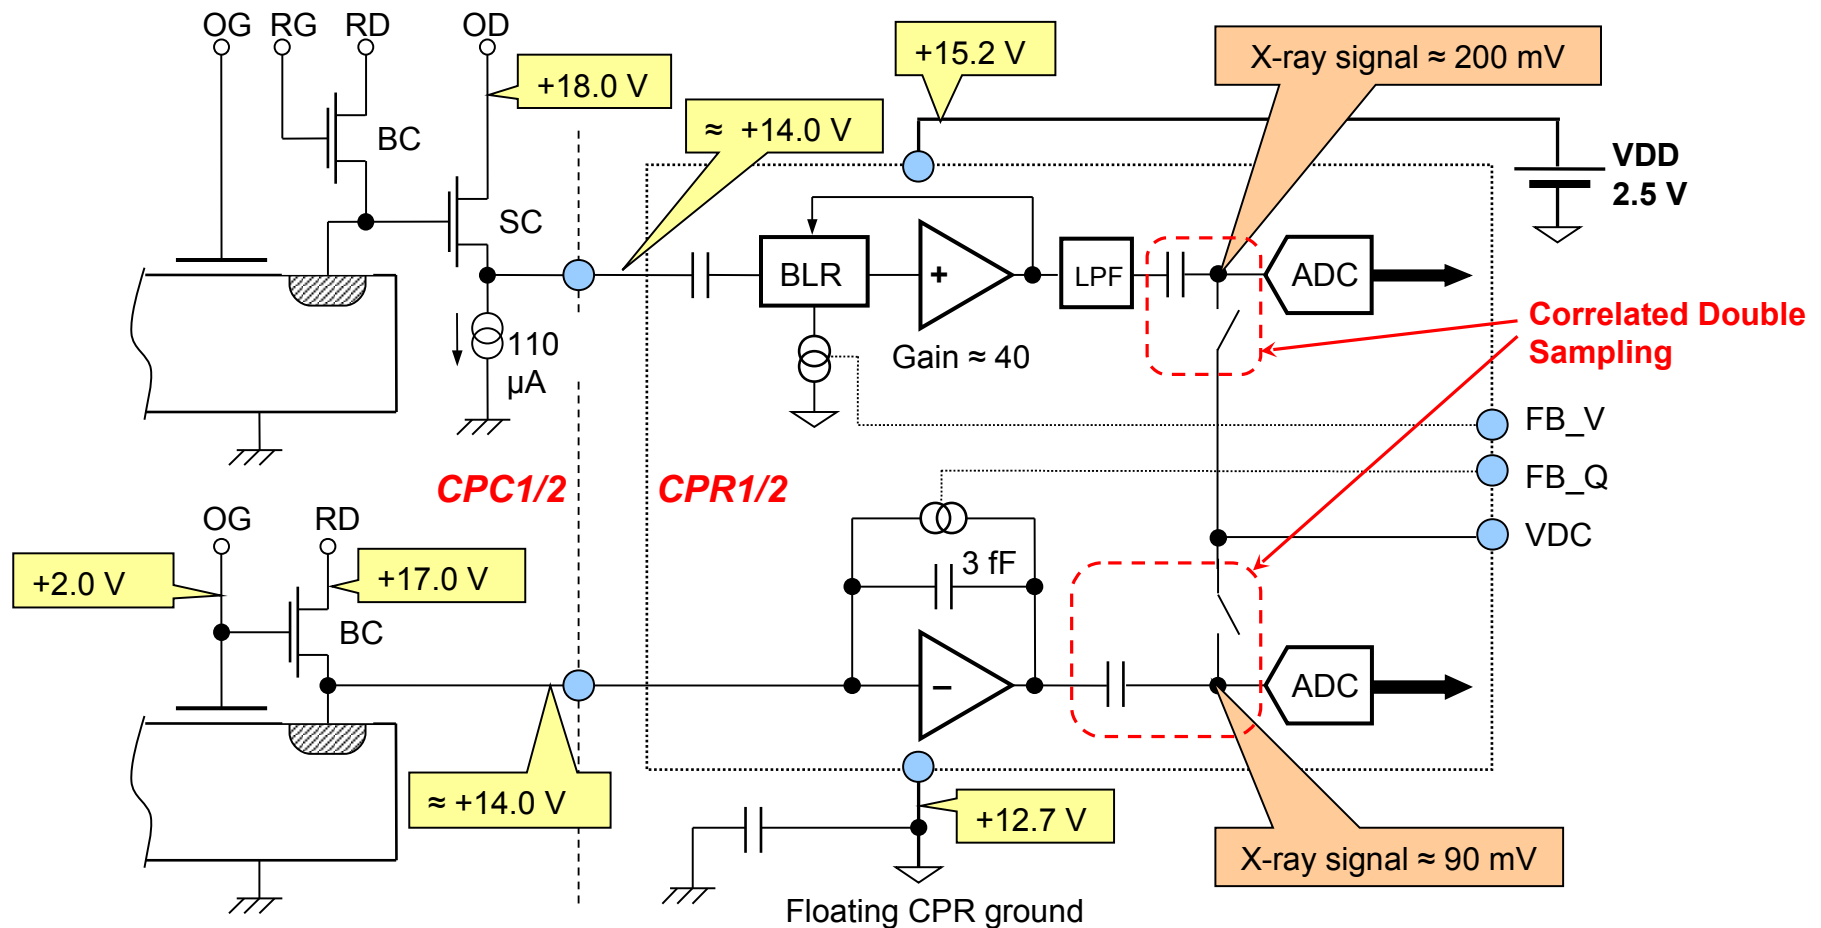 OG RG RD OD
+18.0 V
+15.2 V
X-ray signal ≈ 200 mV
BC
≈ +14.0 V
VDD
2.5 V
SC
BLR
+
LPF
ADC
110
µA
Gain ≈ 40
Correlated Double
Sampling
FB_V
CPC1/2
CPR1/2
FB_Q
OG RD
VDC
+2.0 V
+17.0 V
3 fF
BC
–
ADC
≈ +14.0 V
+12.7 V
X-ray signal ≈ 90 mV
Floating CPR ground